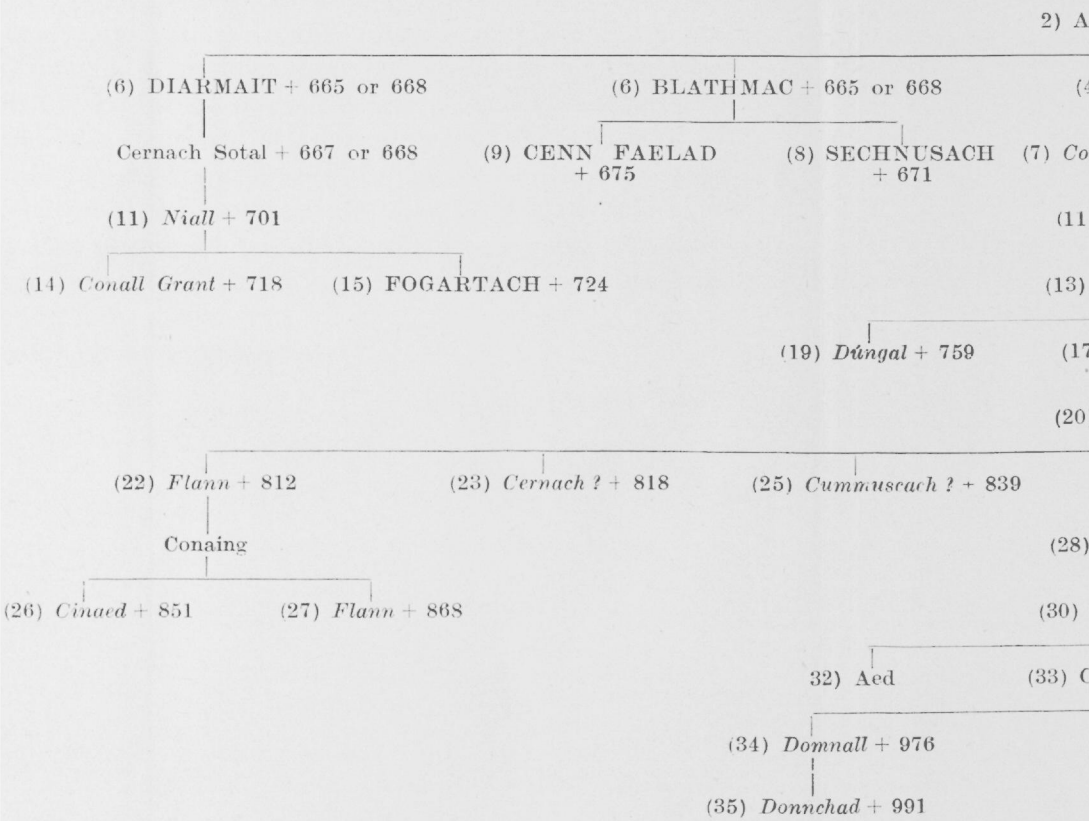 2) A
(6) DIARMAIT + 665 or 668 (6) BLATHMAC + 665 or 668 (4
Cernach Sotal + 667 or 668 (9) CENN FAELAD (8) SECHNUSACH (7) Co
+ 675 + 671
(11) Niall + 701 (11
(14) Conall Grant + 718 (15) FOGARTACH + 724 (13)
(19) Dúngal + 759 (17
(20
(22) Flann + 812 (23) Cernach ? + 818 (25) Cummuscach ? + 839
Conaing (28)
(26) Cinaed + 851 (27) Flann + 868 (30)
32) Aed (33) C
(34) Domnall + 976
(35) Donnchad + 991